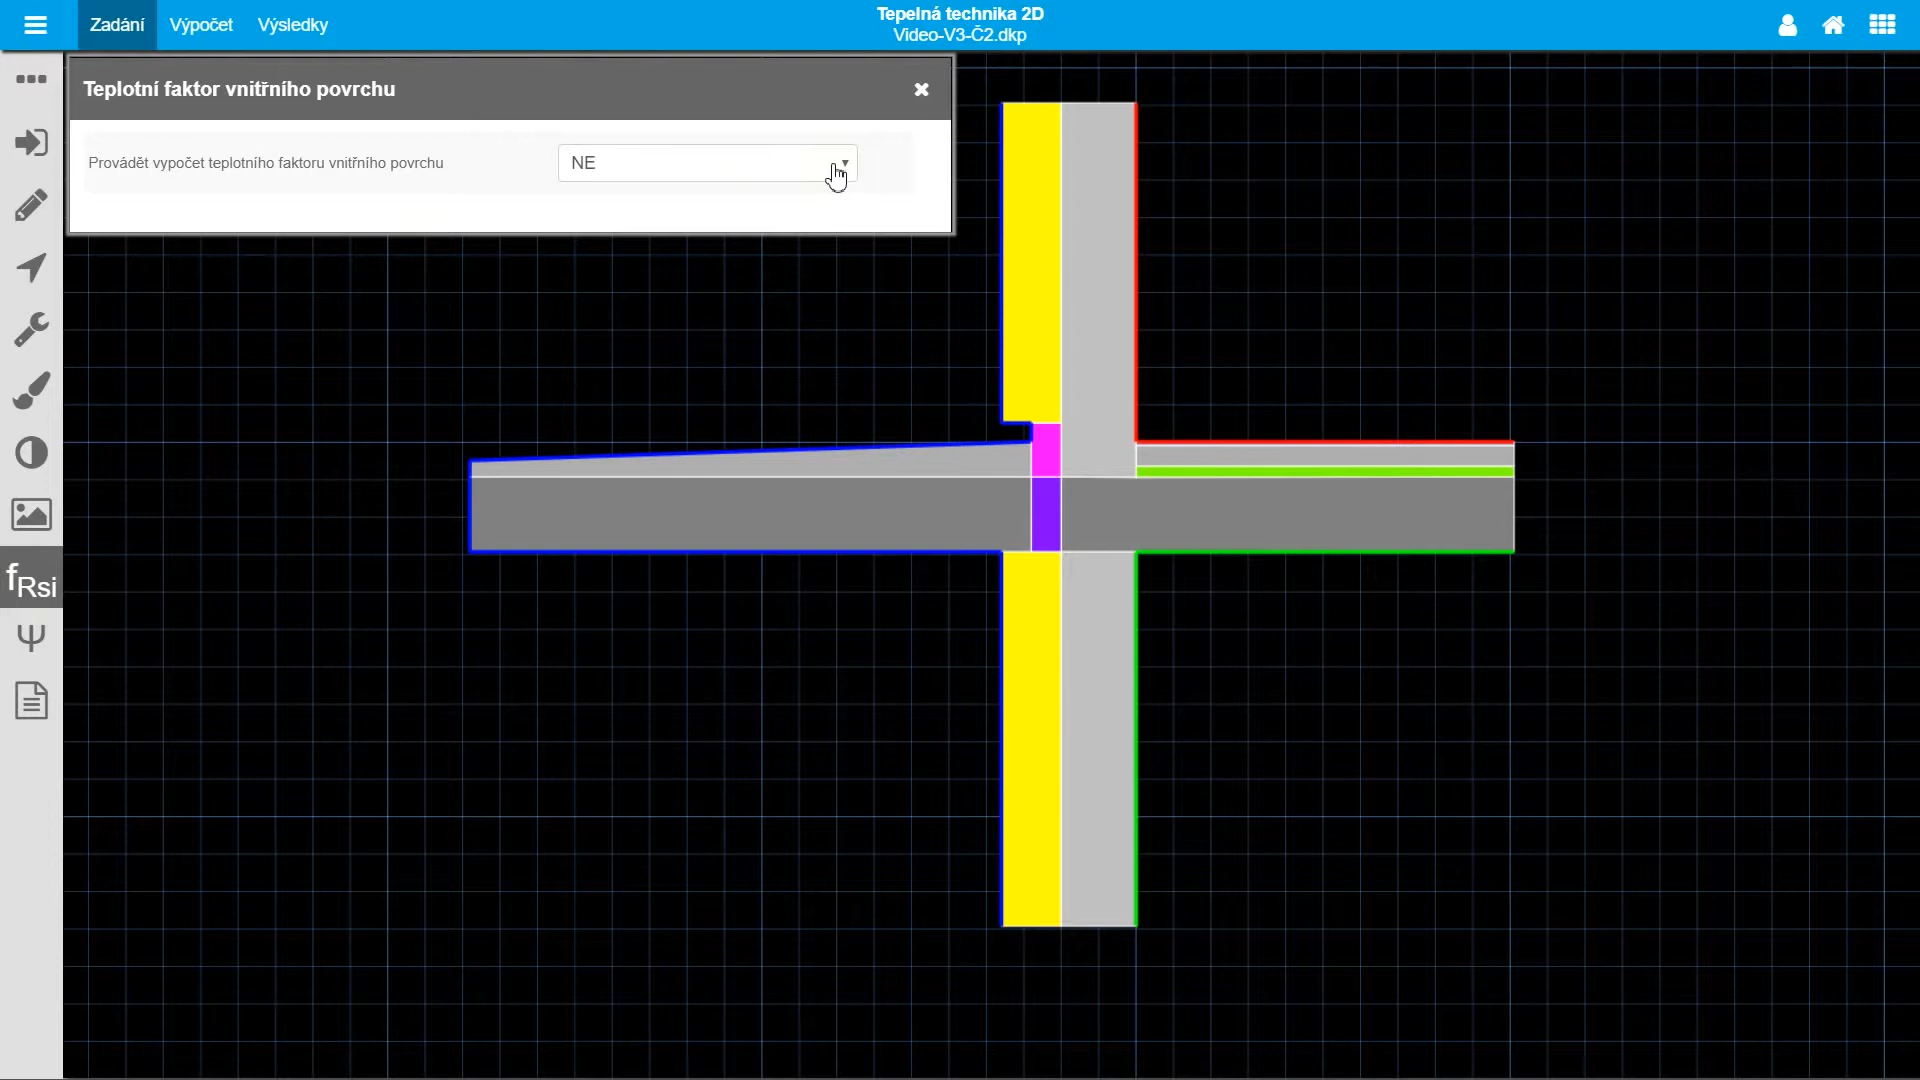 Zadání Výpočet Výsledky
Tepelná technika 2D
Video-V3-Č2.dkp
Teplotní faktor vnitřního povrchu
Provádět vypočet teplotního faktoru vnitřního povrchu
NE
fRsi
Ψ